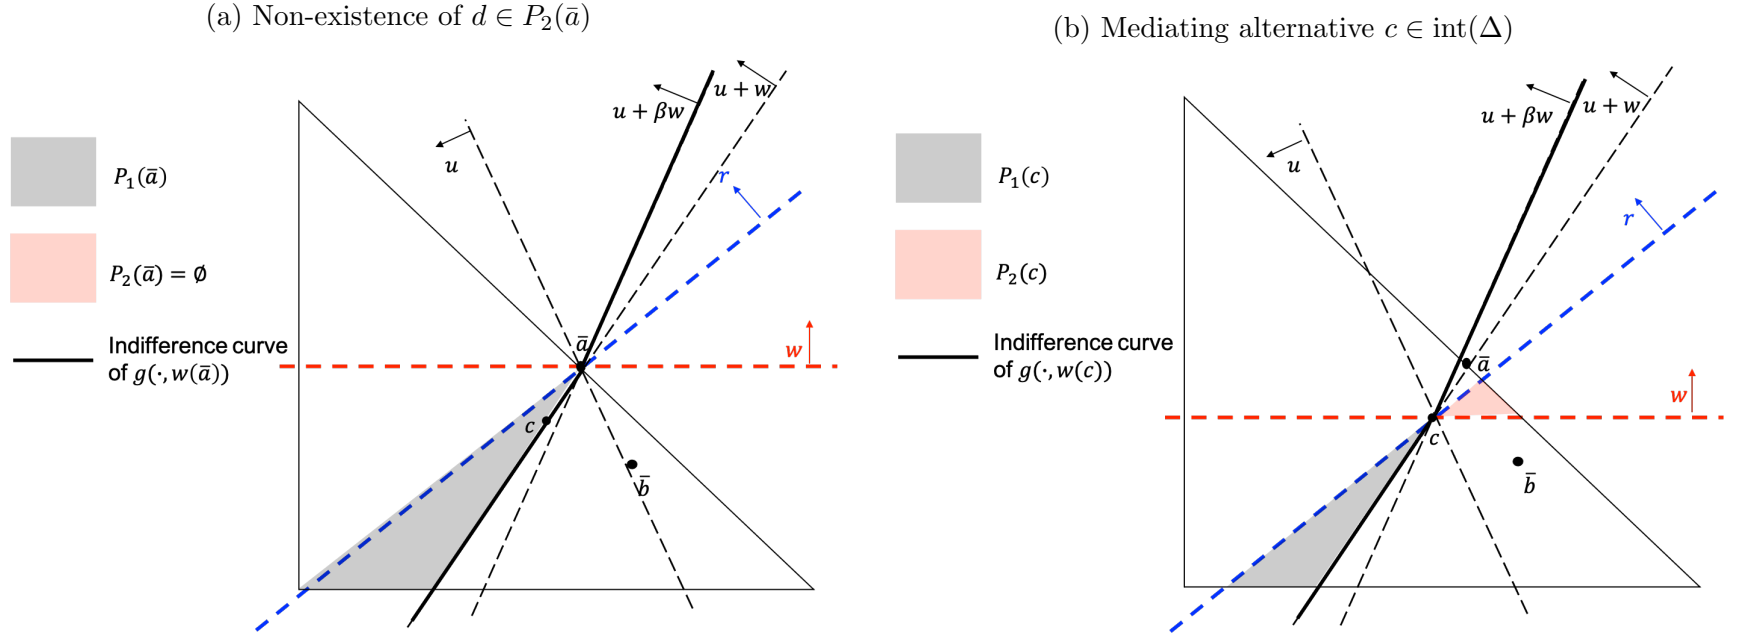 (a) Non-existence of d ∈ P₂(ā)
u + w
u + βw
u
r
P₁(ā)
P₂(ā) = ∅
Indifference curve
of g(·, w(ā))
ā
w
c
b̄
(b) Mediating alternative c ∈ int(Δ)
u + w
u + βw
u
r
P₁(c)
P₂(c)
Indifference curve
of g(·, w(c))
ā
w
c
b̄